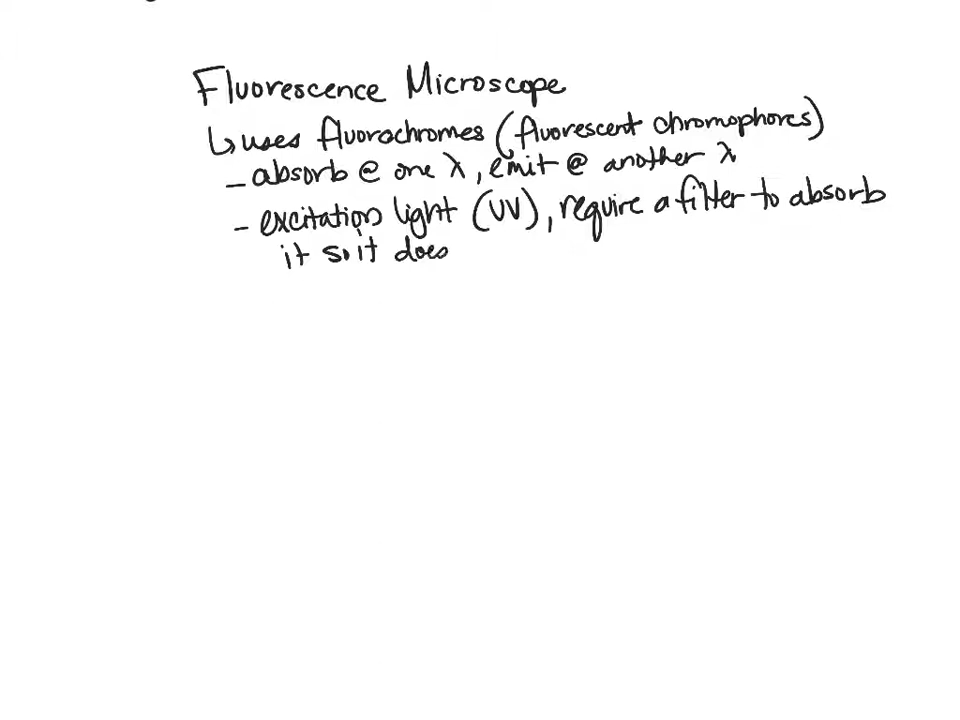 Fluorescence Microscope
↳ uses fluorochromes (fluorescent chromophores)
- absorb @ one λ, emit @ another λ
- excitation light (UV), require a filter to absorb
it so it does